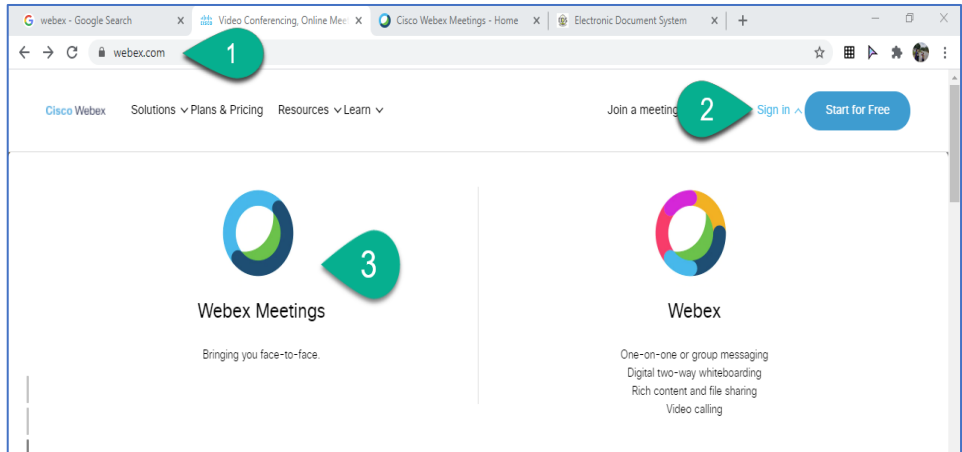 webex - Google Search
Video Conferencing, Online Meet
Cisco Webex Meetings - Home
Electronic Document System
webex.com
1
Cisco Webex
Solutions
Plans & Pricing
Resources
Learn
Join a meeting
2
Sign in
Start for Free
3
Webex Meetings
Bringing you face-to-face.
Webex
One-on-one or group messaging
Digital two-way whiteboarding
Rich content and file sharing
Video calling